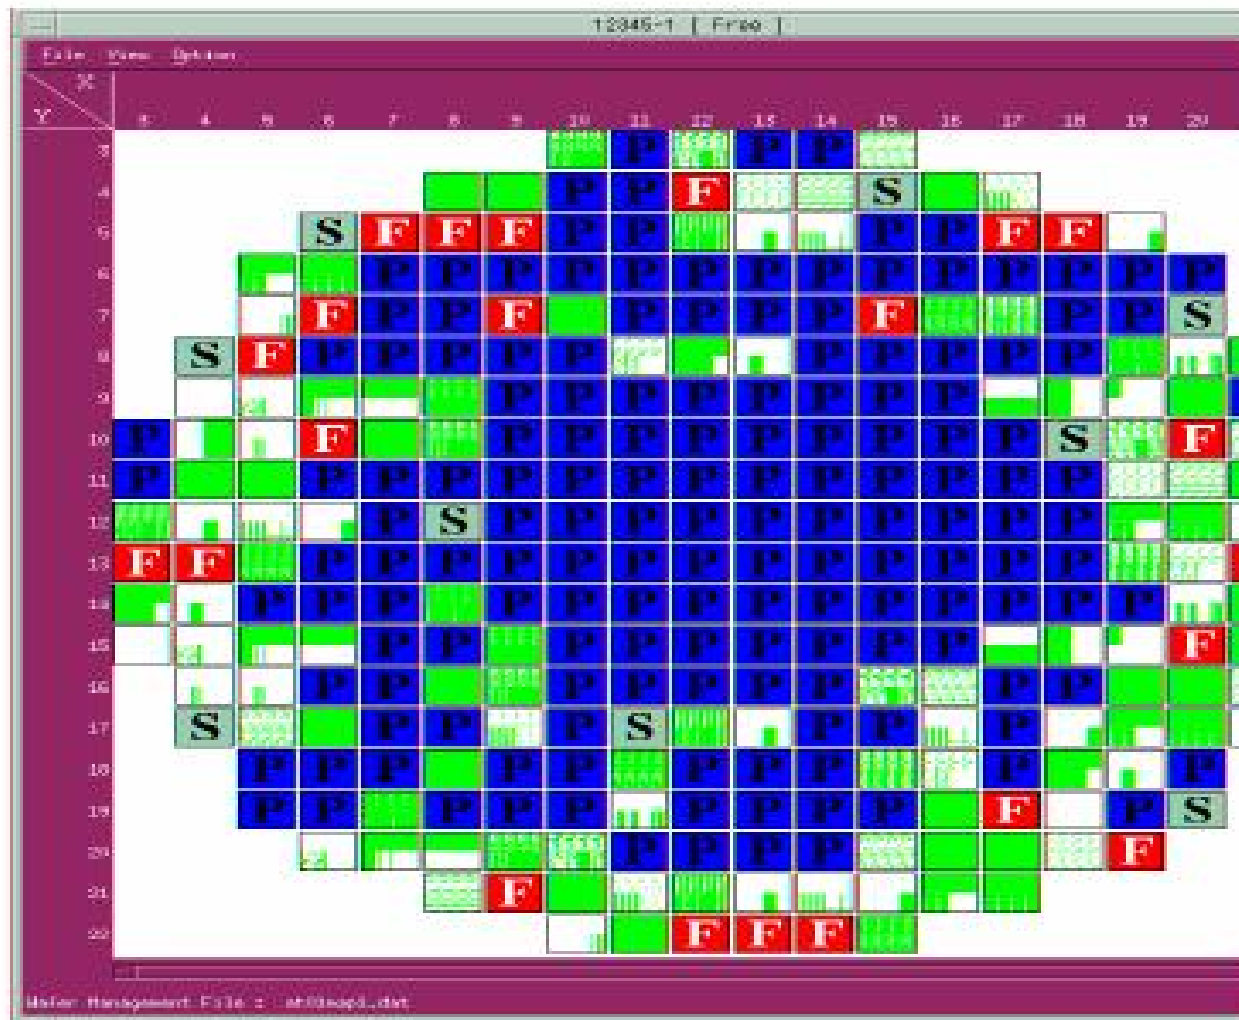 12345-1 [ Free ]
File View Option
X
Y 3 4 5 6 7 8 9 10 11 12 13 14 15 16 17 18 19 20
3 P P P
4 P P F S
5 S F F F P P P P F F
6 P P P P P P P P P P P P P P
7 F P P F P P P P F P P S
8 S F P P P P P P P P P P
9 P P P P P P P P
10 P F P P P P P P P P P S F
11 P P P P P P P P P P P P P P
12 P S P P P P P P P P P P
13 F F P P P P P P P P P P P P P
14 P P P P P P P P P P P P P P
15 P P P P P P P P P F
16 P P P P P P P P P
17 S P P P S P P P
18 P P P P P P P P P P
19 P P P P P P P P P F P S
20 P P P P F
21 F
22 F F F
Wafer Management File :